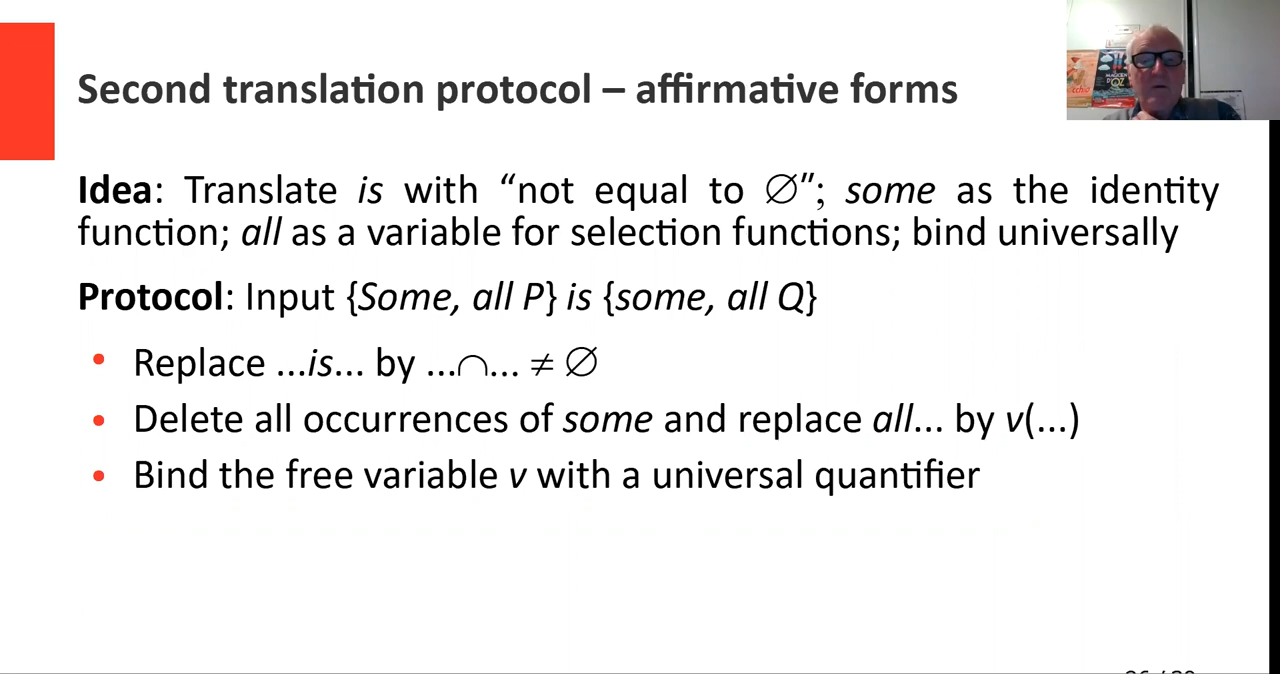 Second translation protocol – affirmative forms
Idea: Translate is with “not equal to ∅”; some as the identity
function; all as a variable for selection functions; bind universally
Protocol: Input {Some, all P} is {some, all Q}
• Replace ...is... by ...∩... ≠ ∅
• Delete all occurrences of some and replace all... by v(...)
• Bind the free variable v with a universal quantifier